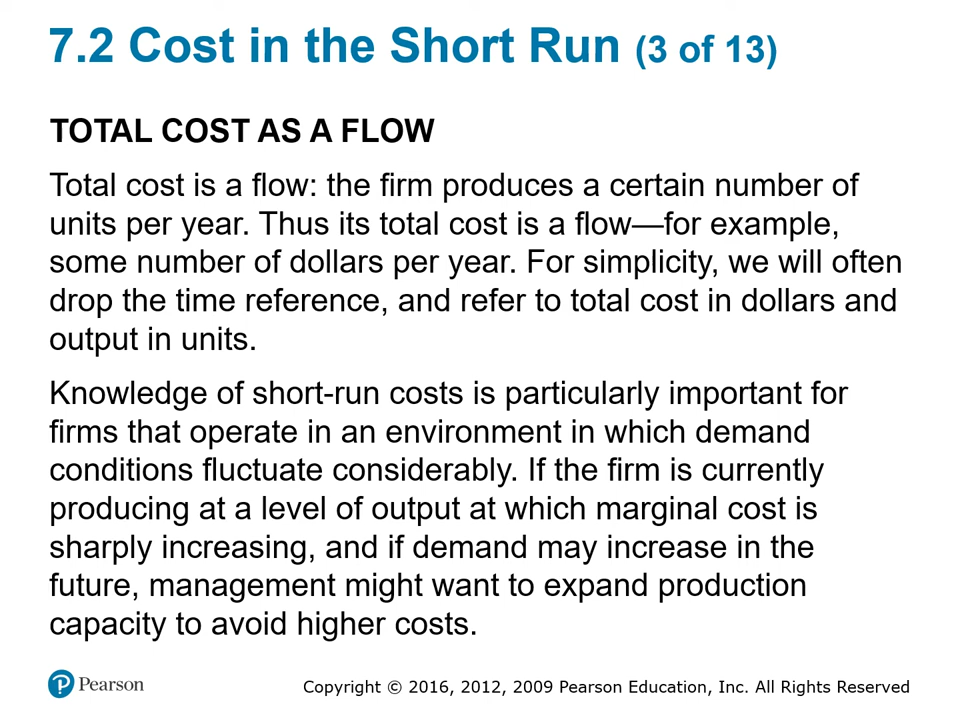 7.2 Cost in the Short Run (3 of 13)
TOTAL COST AS A FLOW
Total cost is a flow: the firm produces a certain number of
units per year. Thus its total cost is a flow—for example,
some number of dollars per year. For simplicity, we will often
drop the time reference, and refer to total cost in dollars and
output in units.
Knowledge of short-run costs is particularly important for
firms that operate in an environment in which demand
conditions fluctuate considerably. If the firm is currently
producing at a level of output at which marginal cost is
sharply increasing, and if demand may increase in the
future, management might want to expand production
capacity to avoid higher costs.
Pearson
Copyright © 2016, 2012, 2009 Pearson Education, Inc. All Rights Reserved